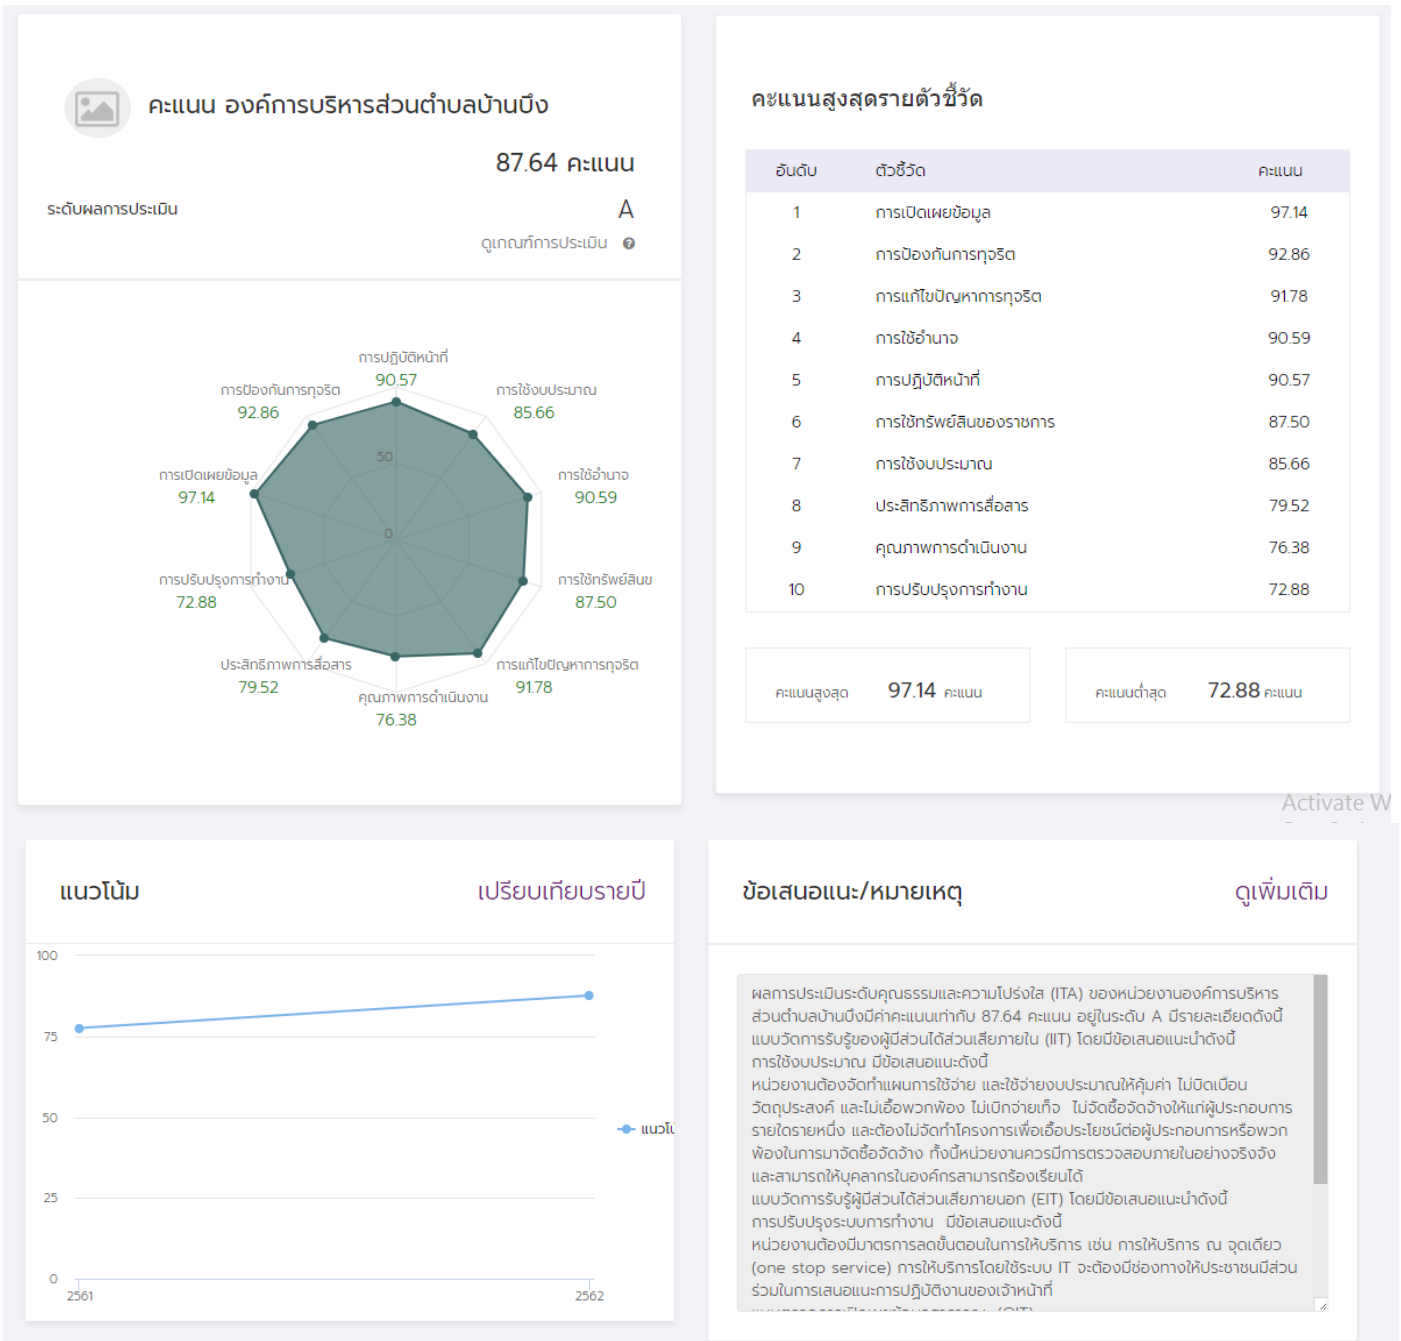 คะแนน องค์การบริหารส่วนตำบลบ้านบึง
87.64 คะแนน
ระดับผลการประเมิน
A
ดูเกณฑ์การประเมิน
การปฏิบัติหน้าที่
90.57
การใช้งบประมาณ
85.66
การใช้อำนาจ
90.59
การใช้ทรัพย์สินข
87.50
การแก้ไขปัญหาการทุจริต
91.78
คุณภาพการดำเนินงาน
76.38
ประสิทธิภาพการสื่อสาร
79.52
การปรับปรุงการทำงาน
72.88
การเปิดเผยข้อมูล
97.14
การป้องกันการทุจริต
92.86
50
0
คะแนนสูงสุดรายตัวชี้วัด
อันดับ ตัวชี้วัด คะแนน
1 การเปิดเผยข้อมูล 97.14
2 การป้องกันการทุจริต 92.86
3 การแก้ไขปัญหาการทุจริต 91.78
4 การใช้อำนาจ 90.59
5 การปฏิบัติหน้าที่ 90.57
6 การใช้ทรัพย์สินของราชการ 87.50
7 การใช้งบประมาณ 85.66
8 ประสิทธิภาพการสื่อสาร 79.52
9 คุณภาพการดำเนินงาน 76.38
10 การปรับปรุงการทำงาน 72.88
คะแนนสูงสุด 97.14 คะแนน
คะแนนต่ำสุด 72.88 คะแนน
Activate W
แนวโน้ม
เปรียบเทียบรายปี
100
75
50
25
0
2561
2562
ข้อเสนอแนะ/หมายเหตุ
ดูเพิ่มเติม
ผลการประเมินระดับคุณธรรมและความโปร่งใส (ITA) ของหน่วยงานองค์การบริหาร
ส่วนตำบลบ้านบึงมีค่าคะแนนเท่ากับ 87.64 คะแนน อยู่ในระดับ A มีรายละเอียดดังนี้
แบบวัดการรับรู้ของผู้มีส่วนได้ส่วนเสียภายใน (IIT) โดยมีข้อเสนอแนะนำดังนี้
การใช้งบประมาณ มีข้อเสนอแนะดังนี้
หน่วยงานต้องจัดทำแผนการใช้จ่าย และใช้จ่ายงบประมาณให้คุ้มค่า ไม่บิดเบือน
วัตถุประสงค์ และไม่เอื้อพวกพ้อง ไม่เบิกจ่ายเท็จ ไม่จัดซื้อจัดจ้างให้แก่ผู้ประกอบการ
รายใดรายหนึ่ง และต้องไม่จัดทำโครงการเพื่อเอื้อประโยชน์ต่อผู้ประกอบการหรือพวก
พ้องในการมาจัดซื้อจัดจ้าง ทั้งนี้หน่วยงานควรมีการตรวจสอบภายในอย่างจริงจัง
และสามารถให้บุคลากรในองค์กรสามารถร้องเรียนได้
แบบวัดการรับรู้ผู้มีส่วนได้ส่วนเสียภายนอก (EIT) โดยมีข้อเสนอแนะนำดังนี้
การปรับปรุงระบบการทำงาน มีข้อเสนอแนะดังนี้
หน่วยงานต้องมีมาตรการลดขั้นตอนในการให้บริการ เช่น การให้บริการ ณ จุดเดียว
(one stop service) การให้บริการโดยใช้ระบบ IT จะต้องมีช่องทางให้ประชาชนมีส่วน
ร่วมในการเสนอแนะการปฏิบัติงานของเจ้าหน้าที่